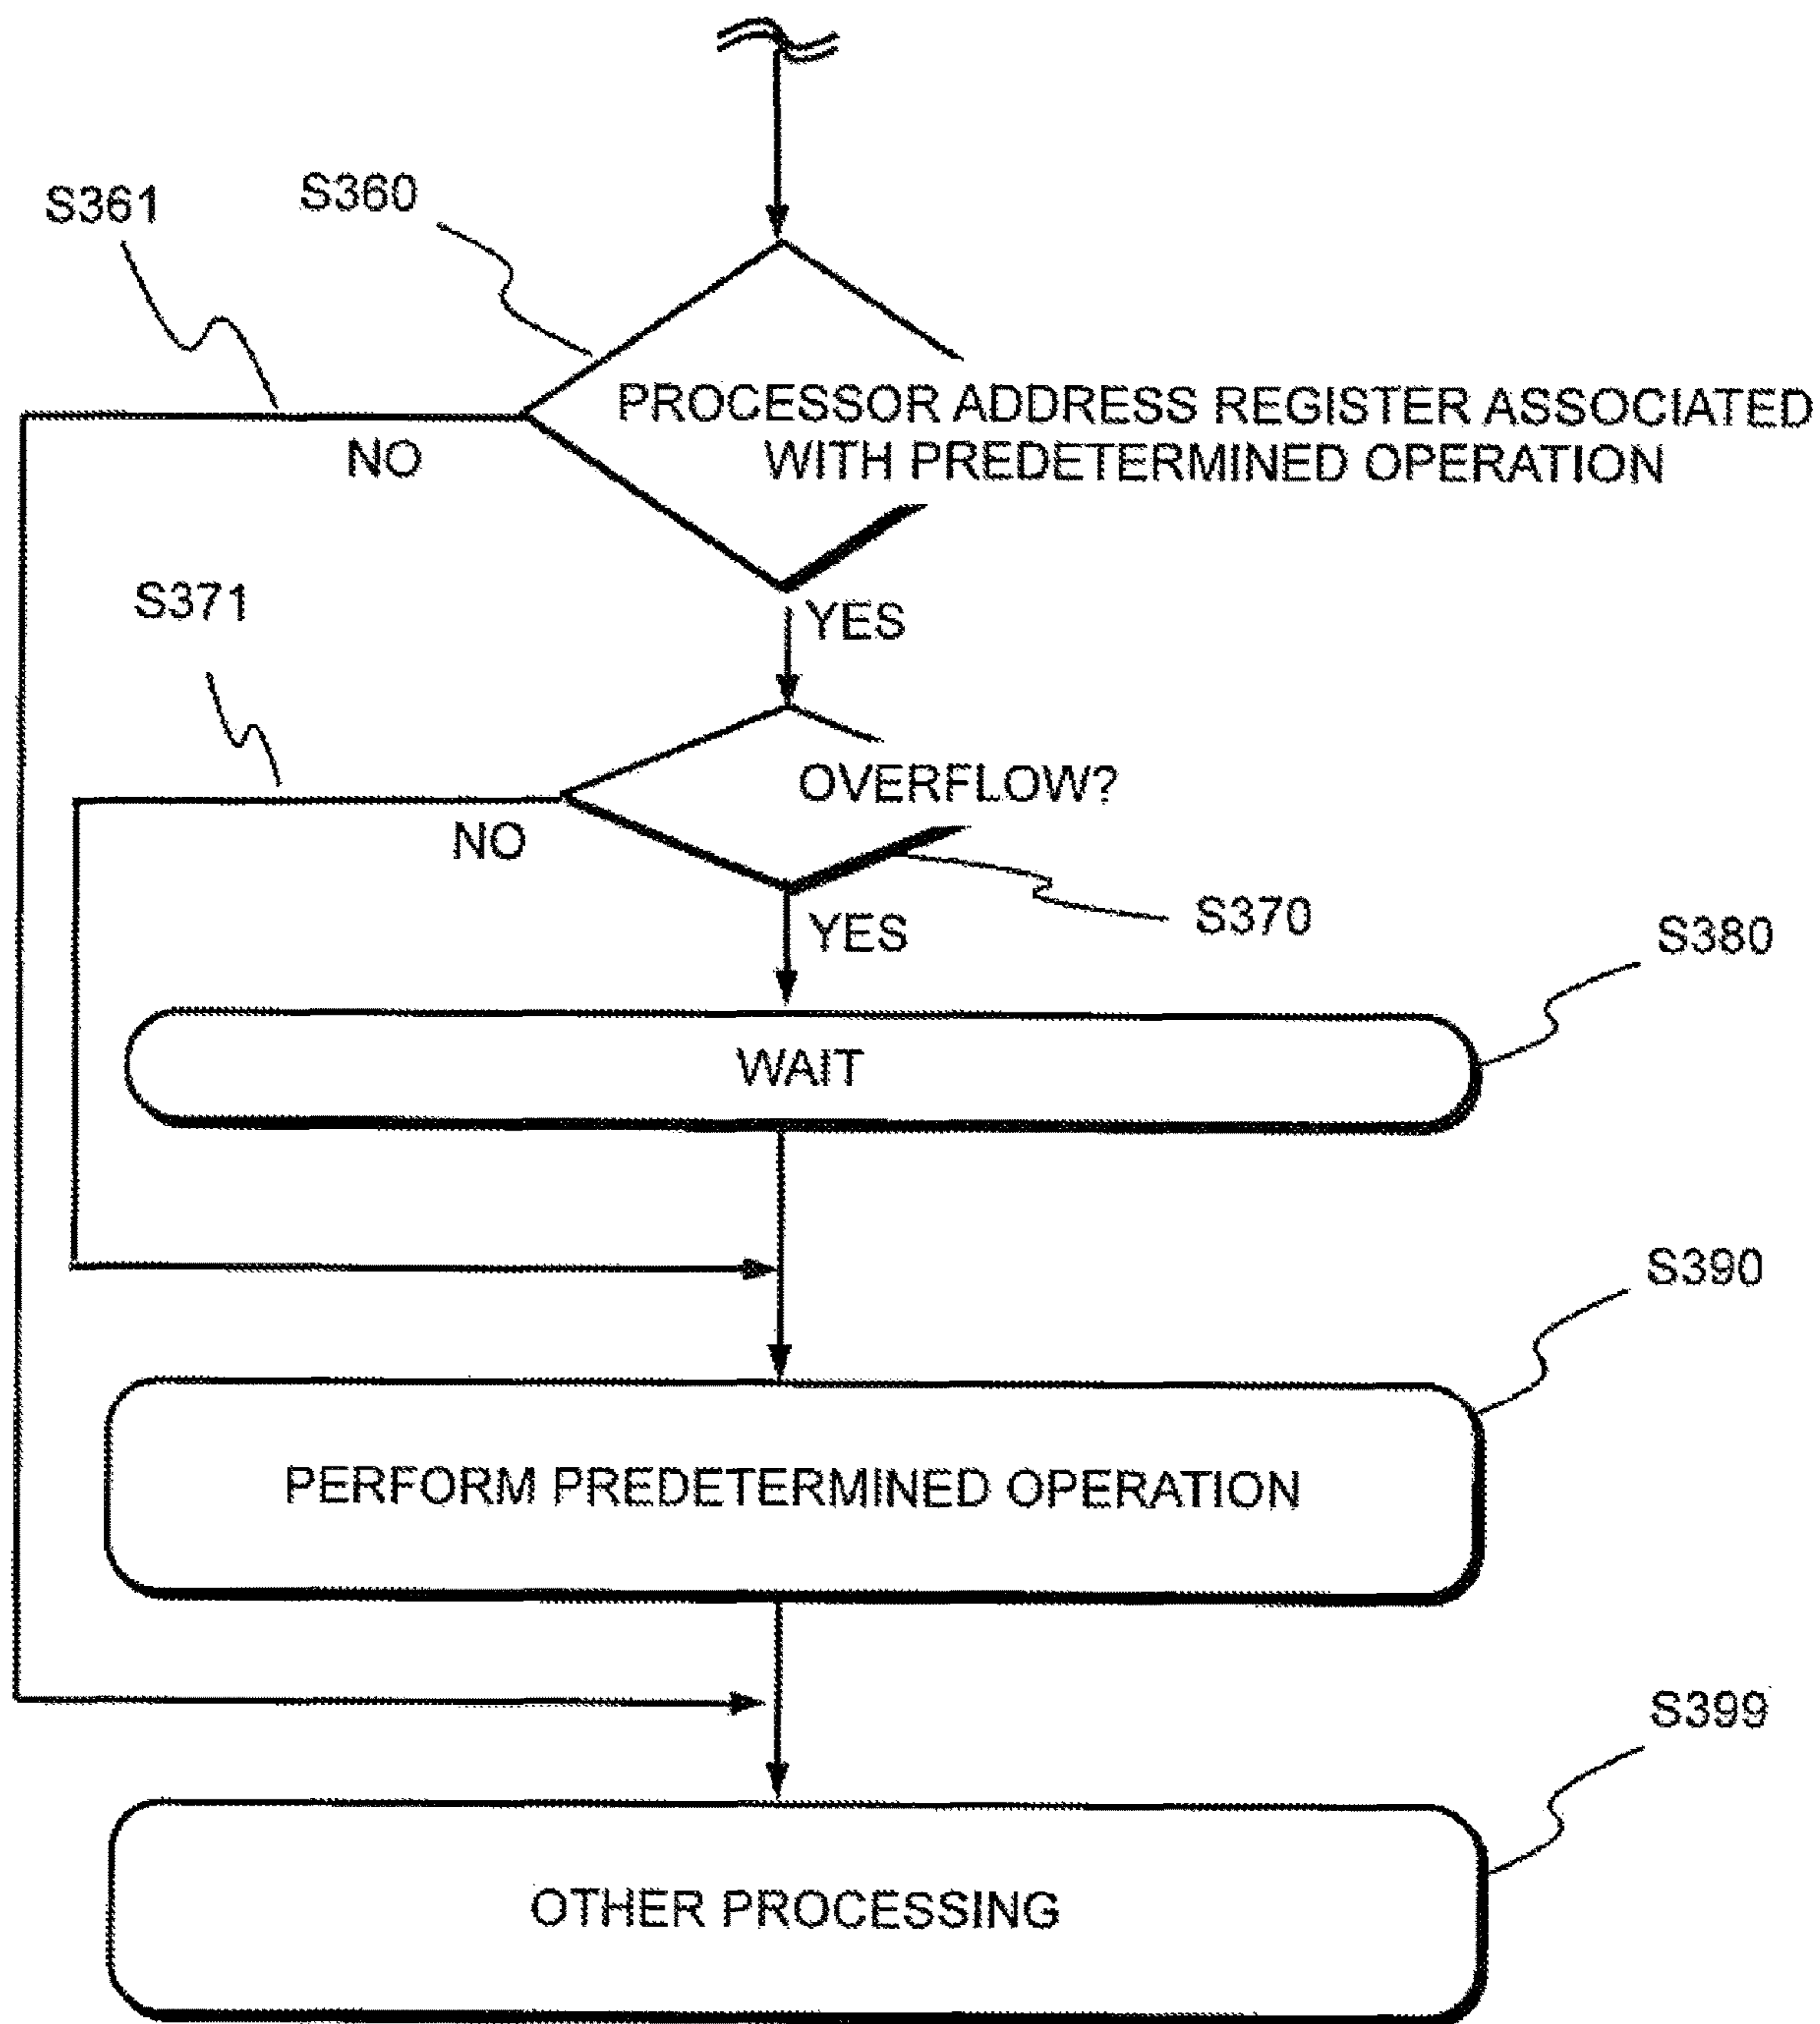 S361
S360
PROCESSOR ADDRESS REGISTER ASSOCIATED
WITH PREDETERMINED OPERATION
NO
S371
YES
OVERFLOW?
NO
S370
YES
S380
WAIT
S390
PERFORM PREDETERMINED OPERATION
S399
OTHER PROCESSING